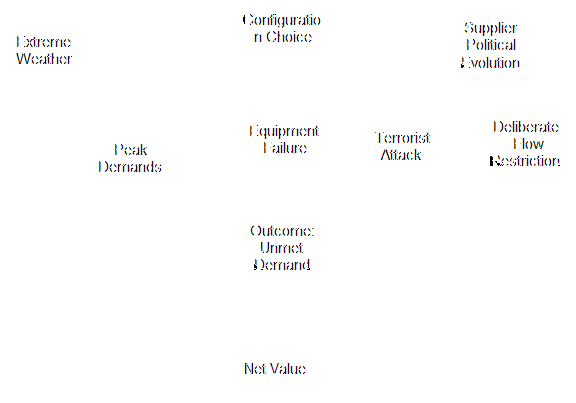 Configuratio
n Choice
Extreme
Weather
Supplier
Political
Evolution
Equipment
Failure
Terrorist
Attack
Deliberate
Flow
Restriction
Peak
Demands
Outcome:
Unmet
Demand
Net Value